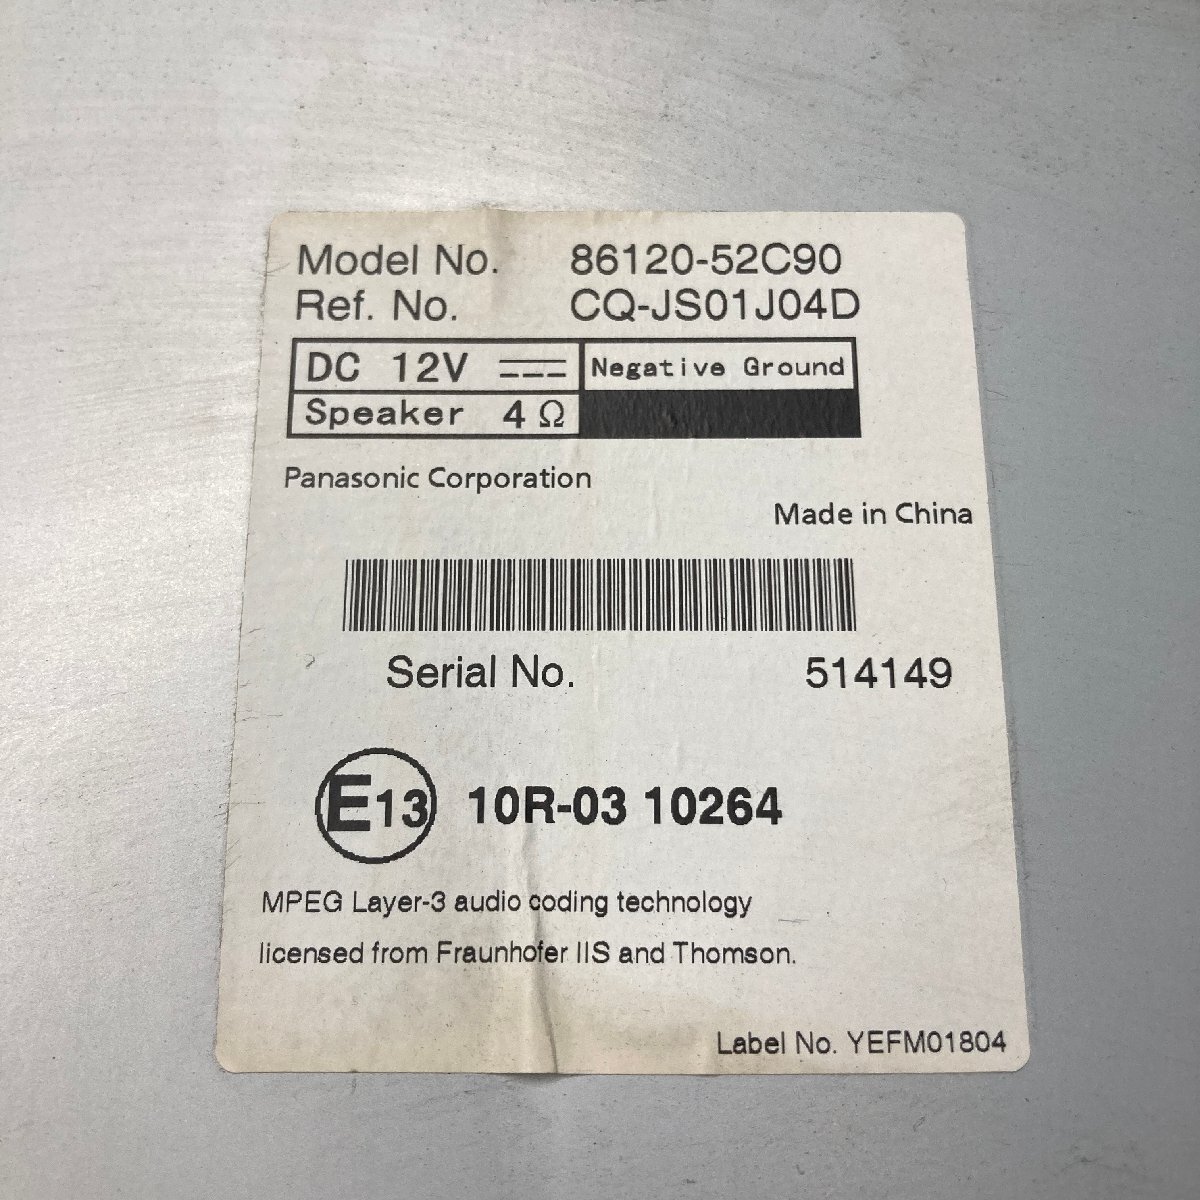 Model No. 86120-52C90
Ref. No. CQ-JS01J04D
DC 12V ⎓ Negative Ground
Speaker 4Ω
Panasonic Corporation
Made in China
Serial No. 514149
E13 10R-03 10264
MPEG Layer-3 audio coding technology
licensed from Fraunhofer IIS and Thomson.
Label No. YEFM01804